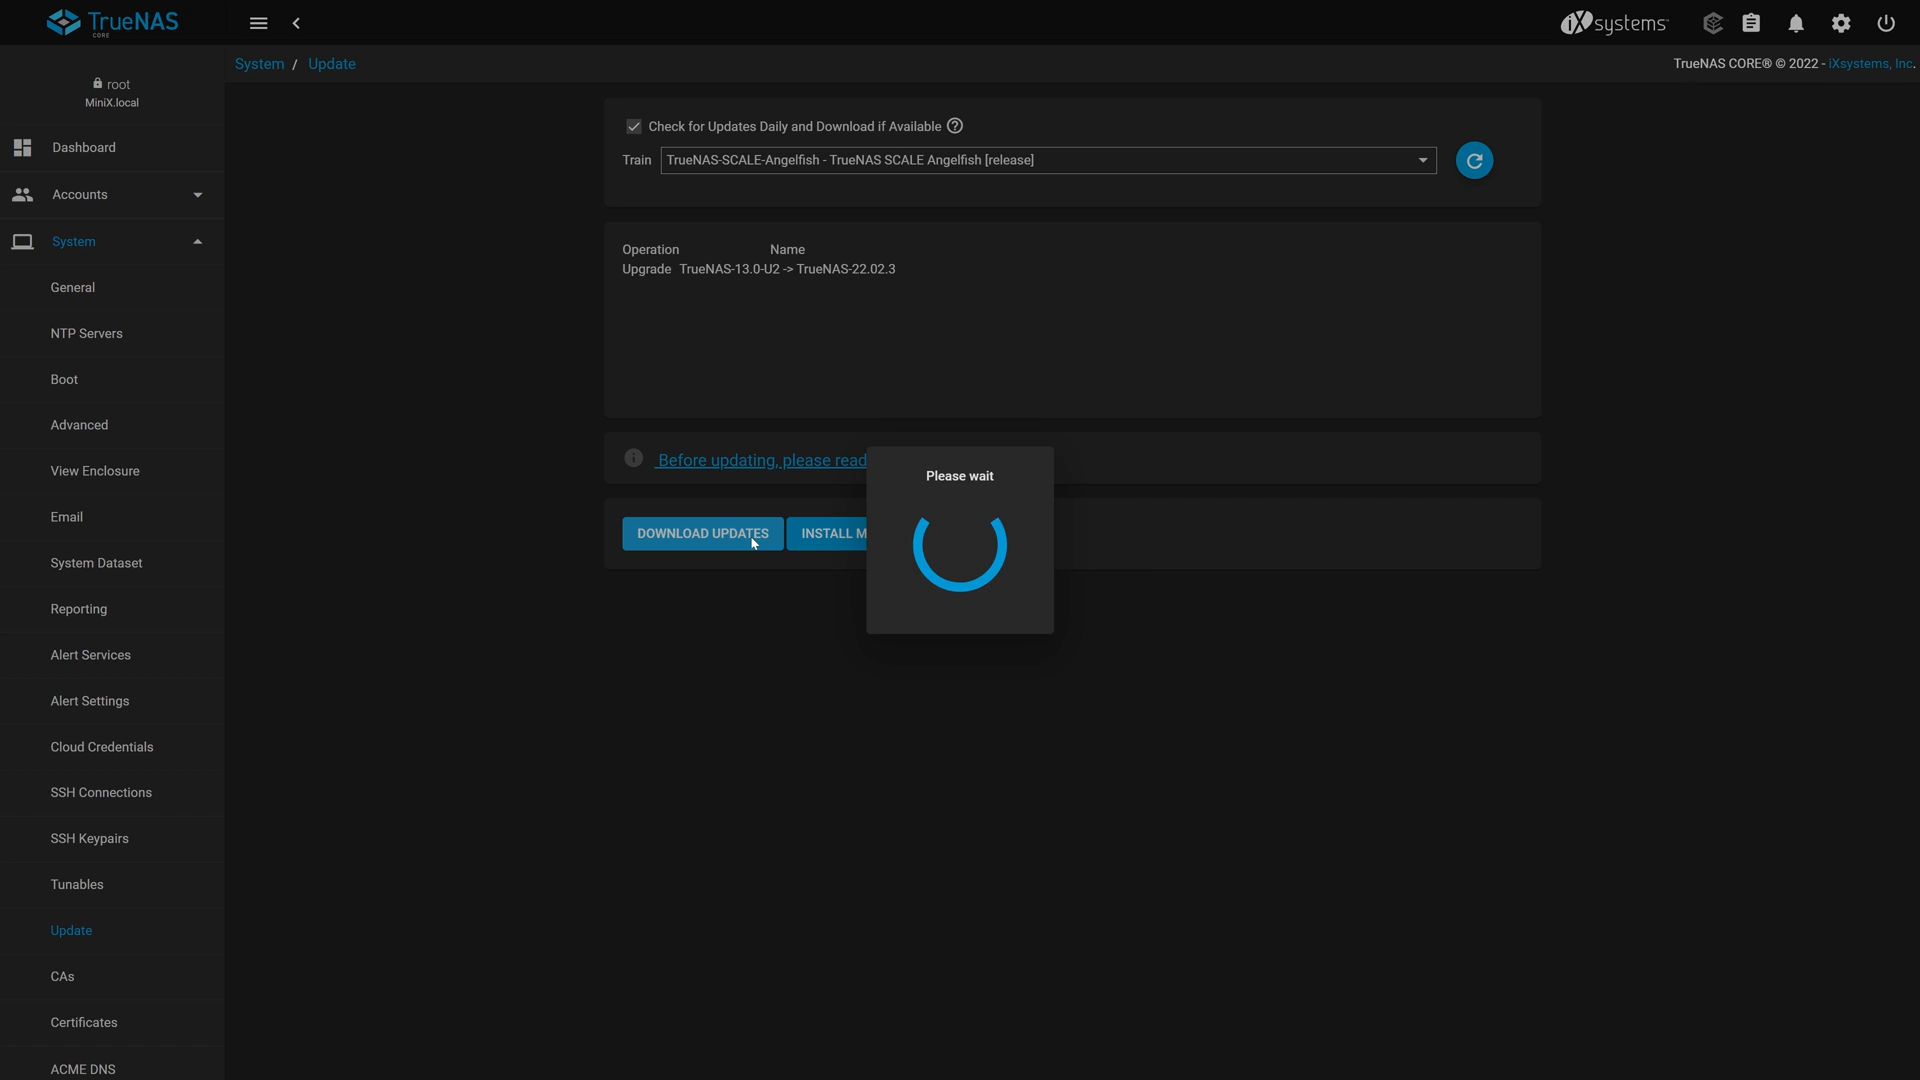 TrueNAS
CORE
iXsystems
System / Update
TrueNAS CORE® © 2022 - iXsystems, Inc.
root
MiniX.local
Dashboard
Accounts
System
General
NTP Servers
Boot
Advanced
View Enclosure
Email
System Dataset
Reporting
Alert Services
Alert Settings
Cloud Credentials
SSH Connections
SSH Keypairs
Tunables
Update
CAs
Certificates
ACME DNS
Check for Updates Daily and Download if Available
Train TrueNAS-SCALE-Angelfish - TrueNAS SCALE Angelfish [release]
Operation Name
Upgrade TrueNAS-13.0-U2 -> TrueNAS-22.02.3
Before updating, please read
DOWNLOAD UPDATES INSTALL M
Please wait